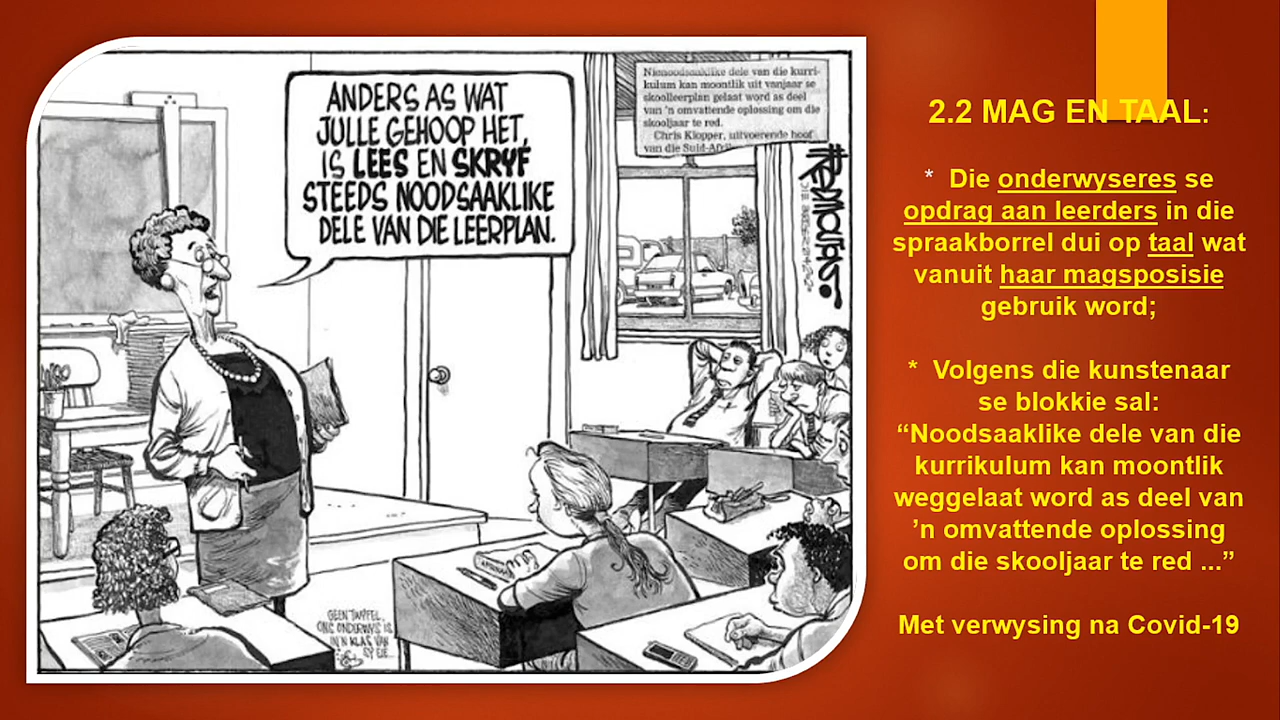 ANDERS AS WAT
JULLE GEHOOP HET,
IS LEES EN SKRYF
STEEDS NOODSAAKLIKE
DELE VAN DIE LEERPLAN.
Nienoodsaaklike dele van die kurri-
kulum kan moontlik uit vanjaar se
skoolleerplan gelaat word as deel
van ’n omvattende oplossing om die
skooljaar te red.
Chris Klopper, uitvoerende hoof
van die Suid-Afri
GEEN TWYFEL,
ONS ONDERWYS IS
IN 'N KLAS VAN
SY EIE...
2.2 MAG EN TAAL:
* Die onderwyseres se
opdrag aan leerders in die
spraakborrel dui op taal wat
vanuit haar magsposisie
gebruik word;
* Volgens die kunstenaar
se blokkie sal:
“Noodsaaklike dele van die
kurrikulum kan moontlik
weggelaat word as deel van
’n omvattende oplossing
om die skooljaar te red ...”
Met verwysing na Covid-19